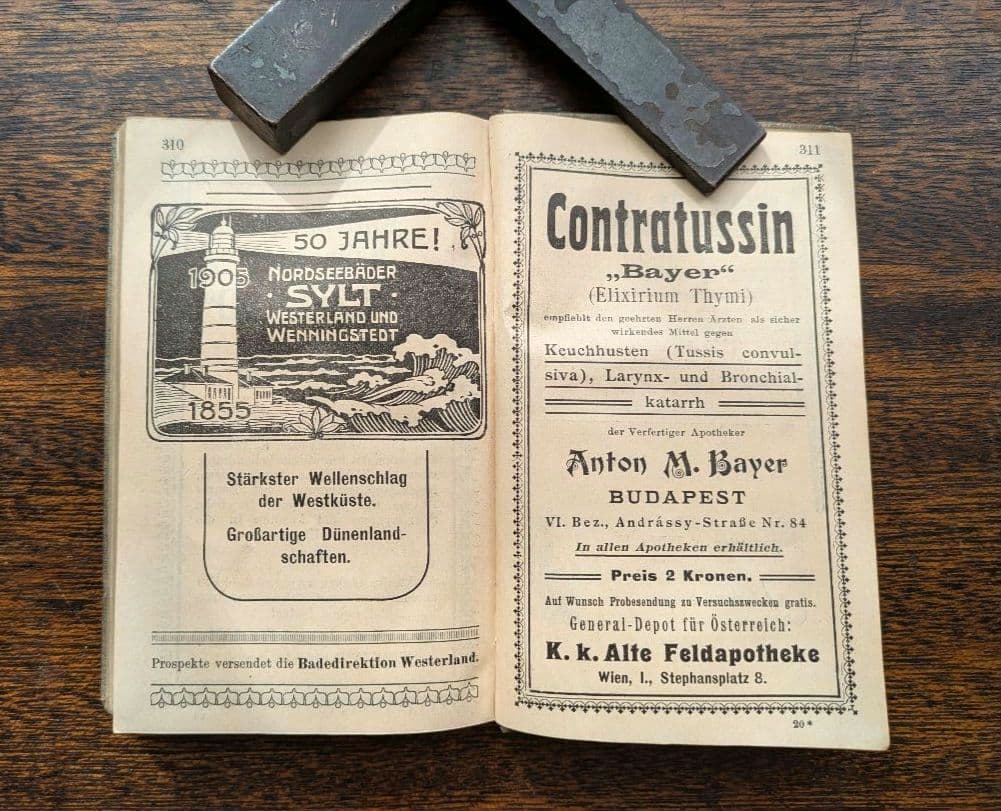 310
50 JAHRE!
1905
NORDSEEBÄDER
· SYLT ·
WESTERLAND UND
WENNINGSTEDT
1855
Stärkster Wellenschlag
der Westküste.
Großartige Dünenland-
schaften.
Prospekte versendet die Badedirektion Westerland.
311
Contratussin
„Bayer“
(Elixirium Thymi)
empfiehlt den geehrten Herren Ärzten als sicher
wirkendes Mittel gegen
Keuchhusten (Tussis convul-
siva), Larynx- und Bronchial-
katarrh
der Verfertiger Apotheker
Anton M. Bayer
BUDAPEST
VI. Bez., Andrássy-Straße Nr. 84
In allen Apotheken erhältlich.
Preis 2 Kronen.
Auf Wunsch Probesendung zu Versuchszwecken gratis.
General-Depot für Österreich:
K. k. Alte Feldapotheke
Wien, I., Stephansplatz 8.
20*